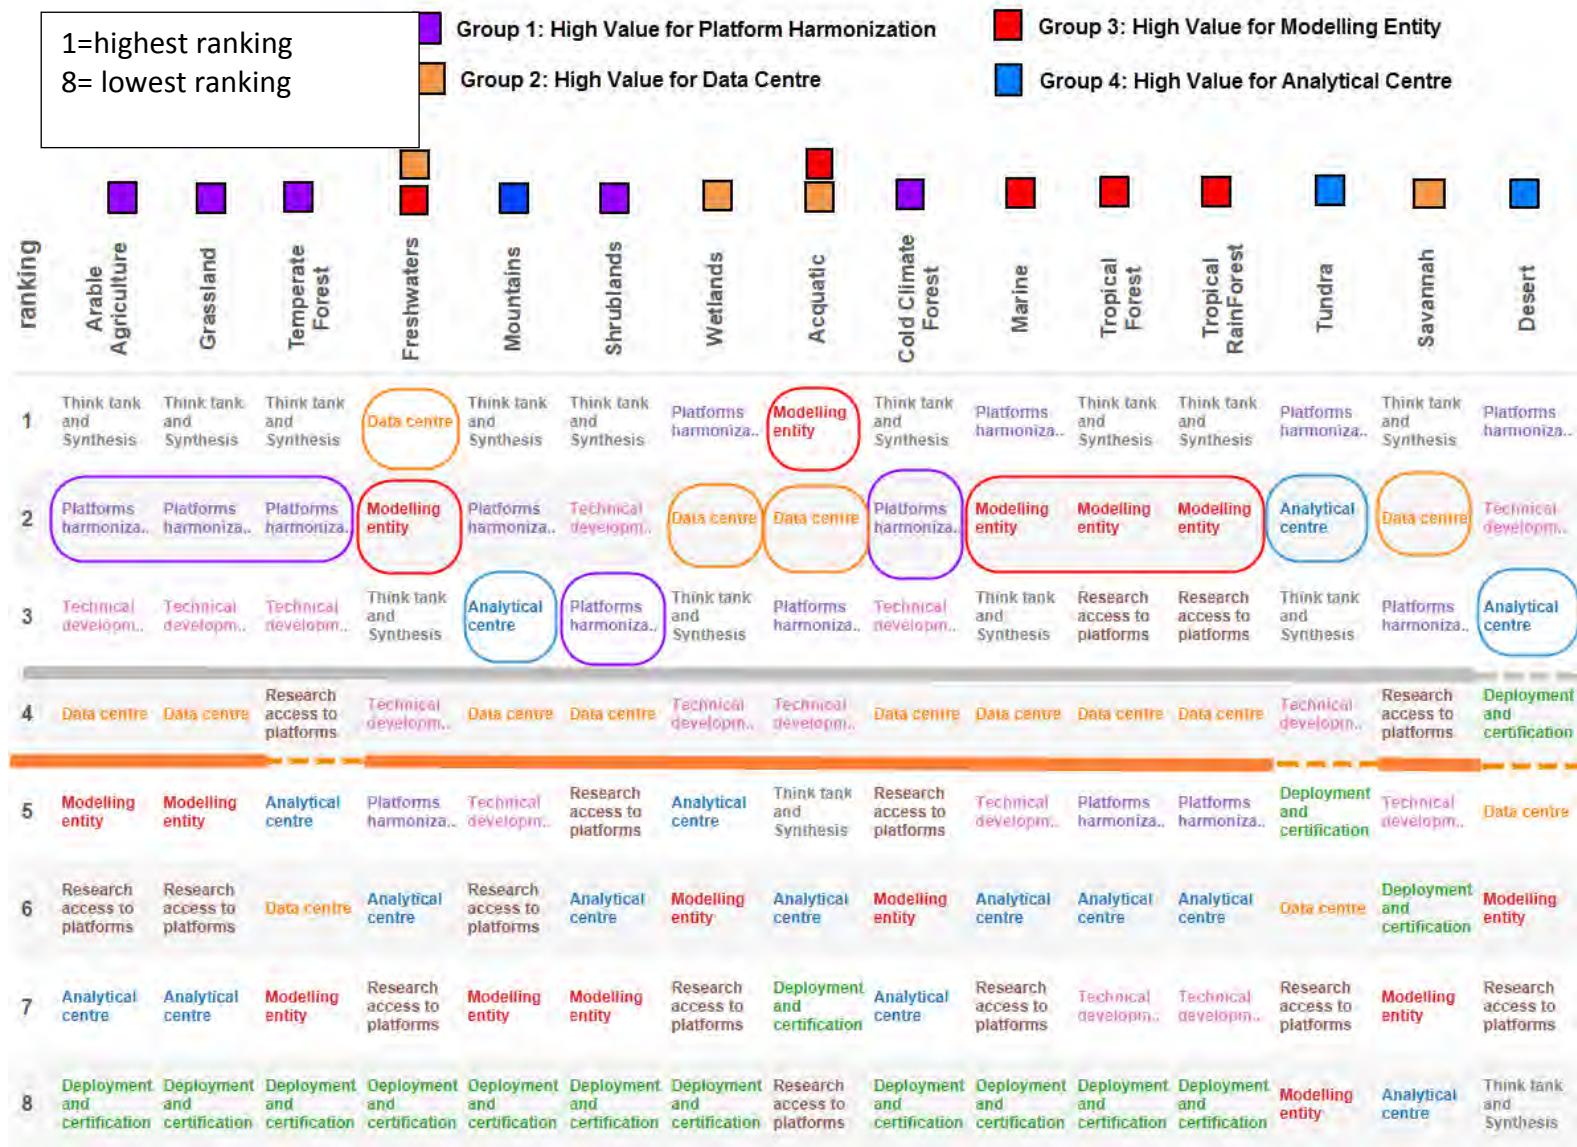 1=highest ranking
8= lowest ranking
Group 1: High Value for Platform Harmonization
Group 2: High Value for Data Centre
Group 3: High Value for Modelling Entity
Group 4: High Value for Analytical Centre
ranking
Arable
Agriculture
Grassland
Temperate
Forest
Freshwaters
Mountains
Shrublands
Wetlands
Acquatic
Cold Climate
Forest
Marine
Tropical
Forest
Tropical
RainForest
Tundra
Savannah
Desert
1
Think tank and Synthesis
Think tank and Synthesis
Think tank and Synthesis
Data centre
Think tank and Synthesis
Think tank and Synthesis
Platforms harmoniza..
Modelling entity
Think tank and Synthesis
Platforms harmoniza..
Think tank and Synthesis
Think tank and Synthesis
Platforms harmoniza..
Think tank and Synthesis
Platforms harmoniza..
2
Platforms harmoniza..
Platforms harmoniza..
Platforms harmoniza..
Modelling entity
Platforms harmoniza..
Technical developm..
Data centre
Data centre
Platforms harmoniza..
Modelling entity
Modelling entity
Modelling entity
Analytical centre
Data centre
Technical developm..
3
Technical developm..
Technical developm..
Technical developm..
Think tank and Synthesis
Analytical centre
Platforms harmoniza..
Think tank and Synthesis
Platforms harmoniza..
Technical developm..
Think tank and Synthesis
Research access to platforms
Research access to platforms
Think tank and Synthesis
Platforms harmoniza..
Analytical centre
4
Data centre
Data centre
Research access to platforms
Technical developm..
Data centre
Data centre
Technical developm..
Technical developm..
Data centre
Data centre
Data centre
Data centre
Technical developm..
Research access to platforms
Deployment and certification
5
Modelling entity
Modelling entity
Analytical centre
Platforms harmoniza..
Technical developm..
Research access to platforms
Analytical centre
Think tank and Synthesis
Research access to platforms
Technical developm..
Platforms harmoniza..
Platforms harmoniza..
Deployment and certification
Technical developm..
Data centre
6
Research access to platforms
Research access to platforms
Data centre
Analytical centre
Research access to platforms
Analytical centre
Modelling entity
Analytical centre
Modelling entity
Analytical centre
Analytical centre
Analytical centre
Data centre
Deployment and certification
Modelling entity
7
Analytical centre
Analytical centre
Modelling entity
Research access to platforms
Modelling entity
Modelling entity
Research access to platforms
Deployment and certification
Analytical centre
Research access to platforms
Technical developm..
Technical developm..
Research access to platforms
Modelling entity
Research access to platforms
8
Deployment and certification
Deployment and certification
Deployment and certification
Deployment and certification
Deployment and certification
Deployment and certification
Deployment and certification
Research access to platforms
Deployment and certification
Deployment and certification
Deployment and certification
Deployment and certification
Modelling entity
Analytical centre
Think tank and Synthesis